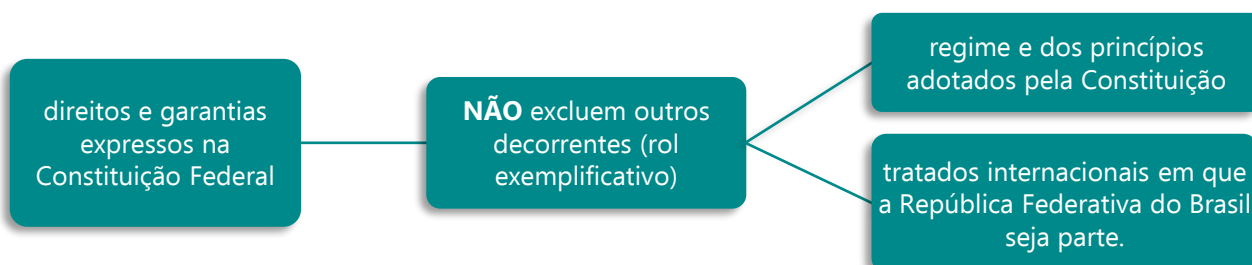 direitos e garantias
expressos na
Constituição Federal
NÃO excluem outros
decorrentes (rol
exemplificativo)
regime e dos princípios
adotados pela Constituição
tratados internacionais em que
a República Federativa do Brasil
seja parte.